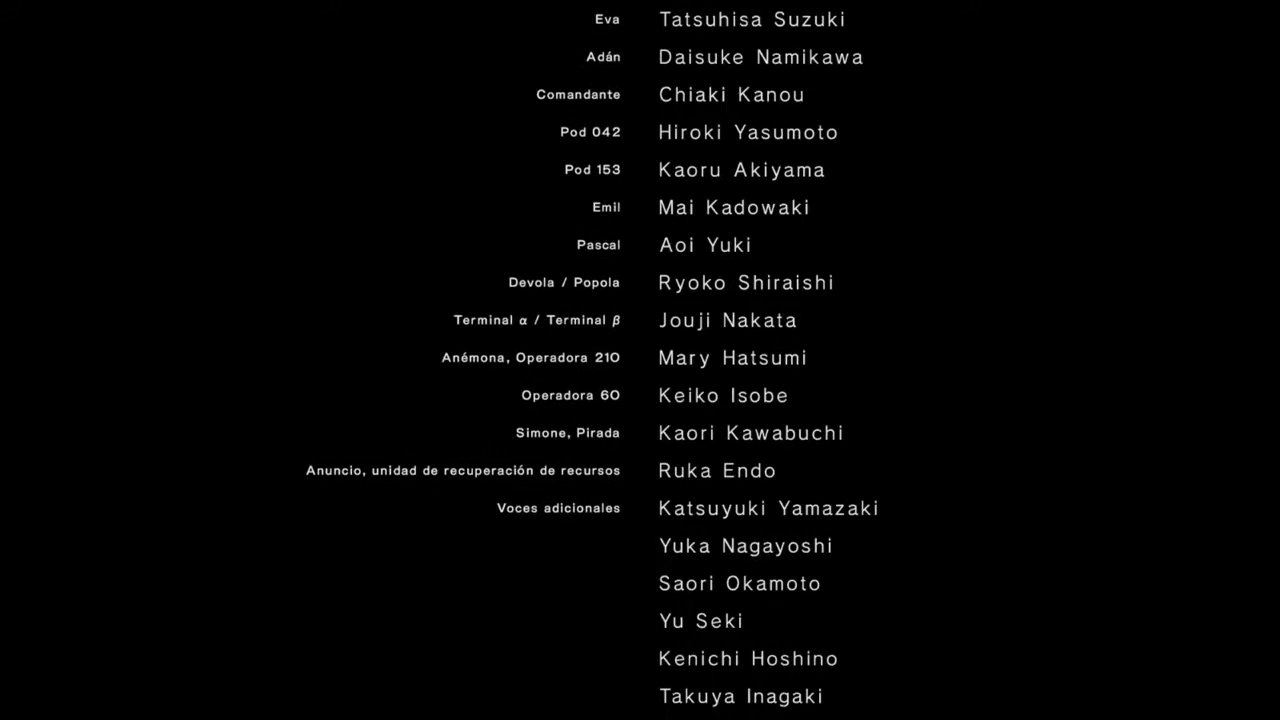 Eva Tatsuhisa Suzuki
Adán Daisuke Namikawa
Comandante Chiaki Kanou
Pod 042 Hiroki Yasumoto
Pod 153 Kaoru Akiyama
Emil Mai Kadowaki
Pascal Aoi Yuki
Devola / Popola Ryoko Shiraishi
Terminal α / Terminal β Jouji Nakata
Anémona, Operadora 210 Mary Hatsumi
Operadora 60 Keiko Isobe
Simone, Pirada Kaori Kawabuchi
Anuncio, unidad de recuperación de recursos Ruka Endo
Voces adicionales Katsuyuki Yamazaki
Yuka Nagayoshi
Saori Okamoto
Yu Seki
Kenichi Hoshino
Takuya Inagaki